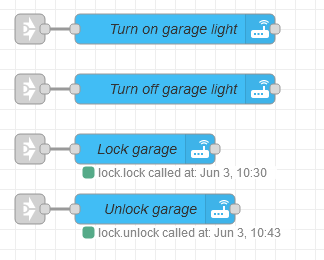 Turn on garage light
Turn off garage light
Lock garage
lock.lock called at: Jun 3, 10:30
Unlock garage
lock.unlock called at: Jun 3, 10:43